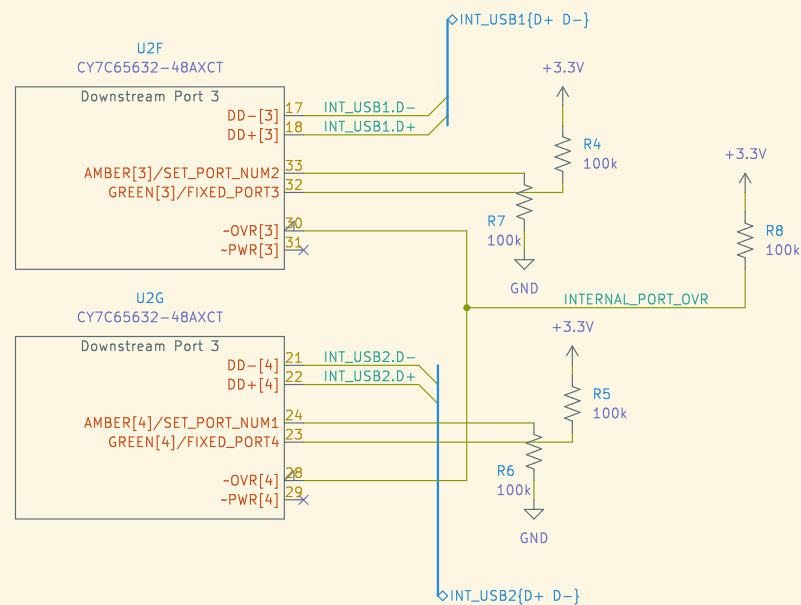 INT_USB1{D+ D-}
U2F
CY7C65632-48AXCT
+3.3V
Downstream Port 3
DD-[3] 17 INT_USB1.D-
DD+[3] 18 INT_USB1.D+
R4
100k
+3.3V
AMBER[3]/SET_PORT_NUM2 33
GREEN[3]/FIXED_PORT3 32
R7
100k
~OVR[3] 30
~PWR[3] 31
R8
100k
GND
U2G
CY7C65632-48AXCT
INTERNAL_PORT_OVR
+3.3V
Downstream Port 3
DD-[4] 21 INT_USB2.D-
DD+[4] 22 INT_USB2.D+
R5
100k
AMBER[4]/SET_PORT_NUM1 24
GREEN[4]/FIXED_PORT4 23
R6
100k
~OVR[4] 28
~PWR[4] 29
GND
INT_USB2{D+ D-}